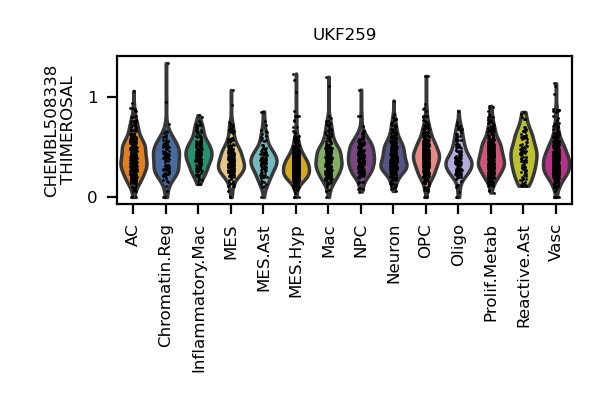 UKF259
CHEMBL508338
THIMEROSAL
1
0
AC
Chromatin.Reg
Inflammatory.Mac
MES
MES.Ast
MES.Hyp
Mac
NPC
Neuron
OPC
Oligo
Prolif.Metab
Reactive.Ast
Vasc